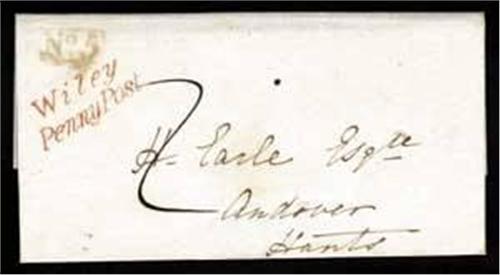 Wiley
Penny Post
H. Earle Esqre
Andover
Hants